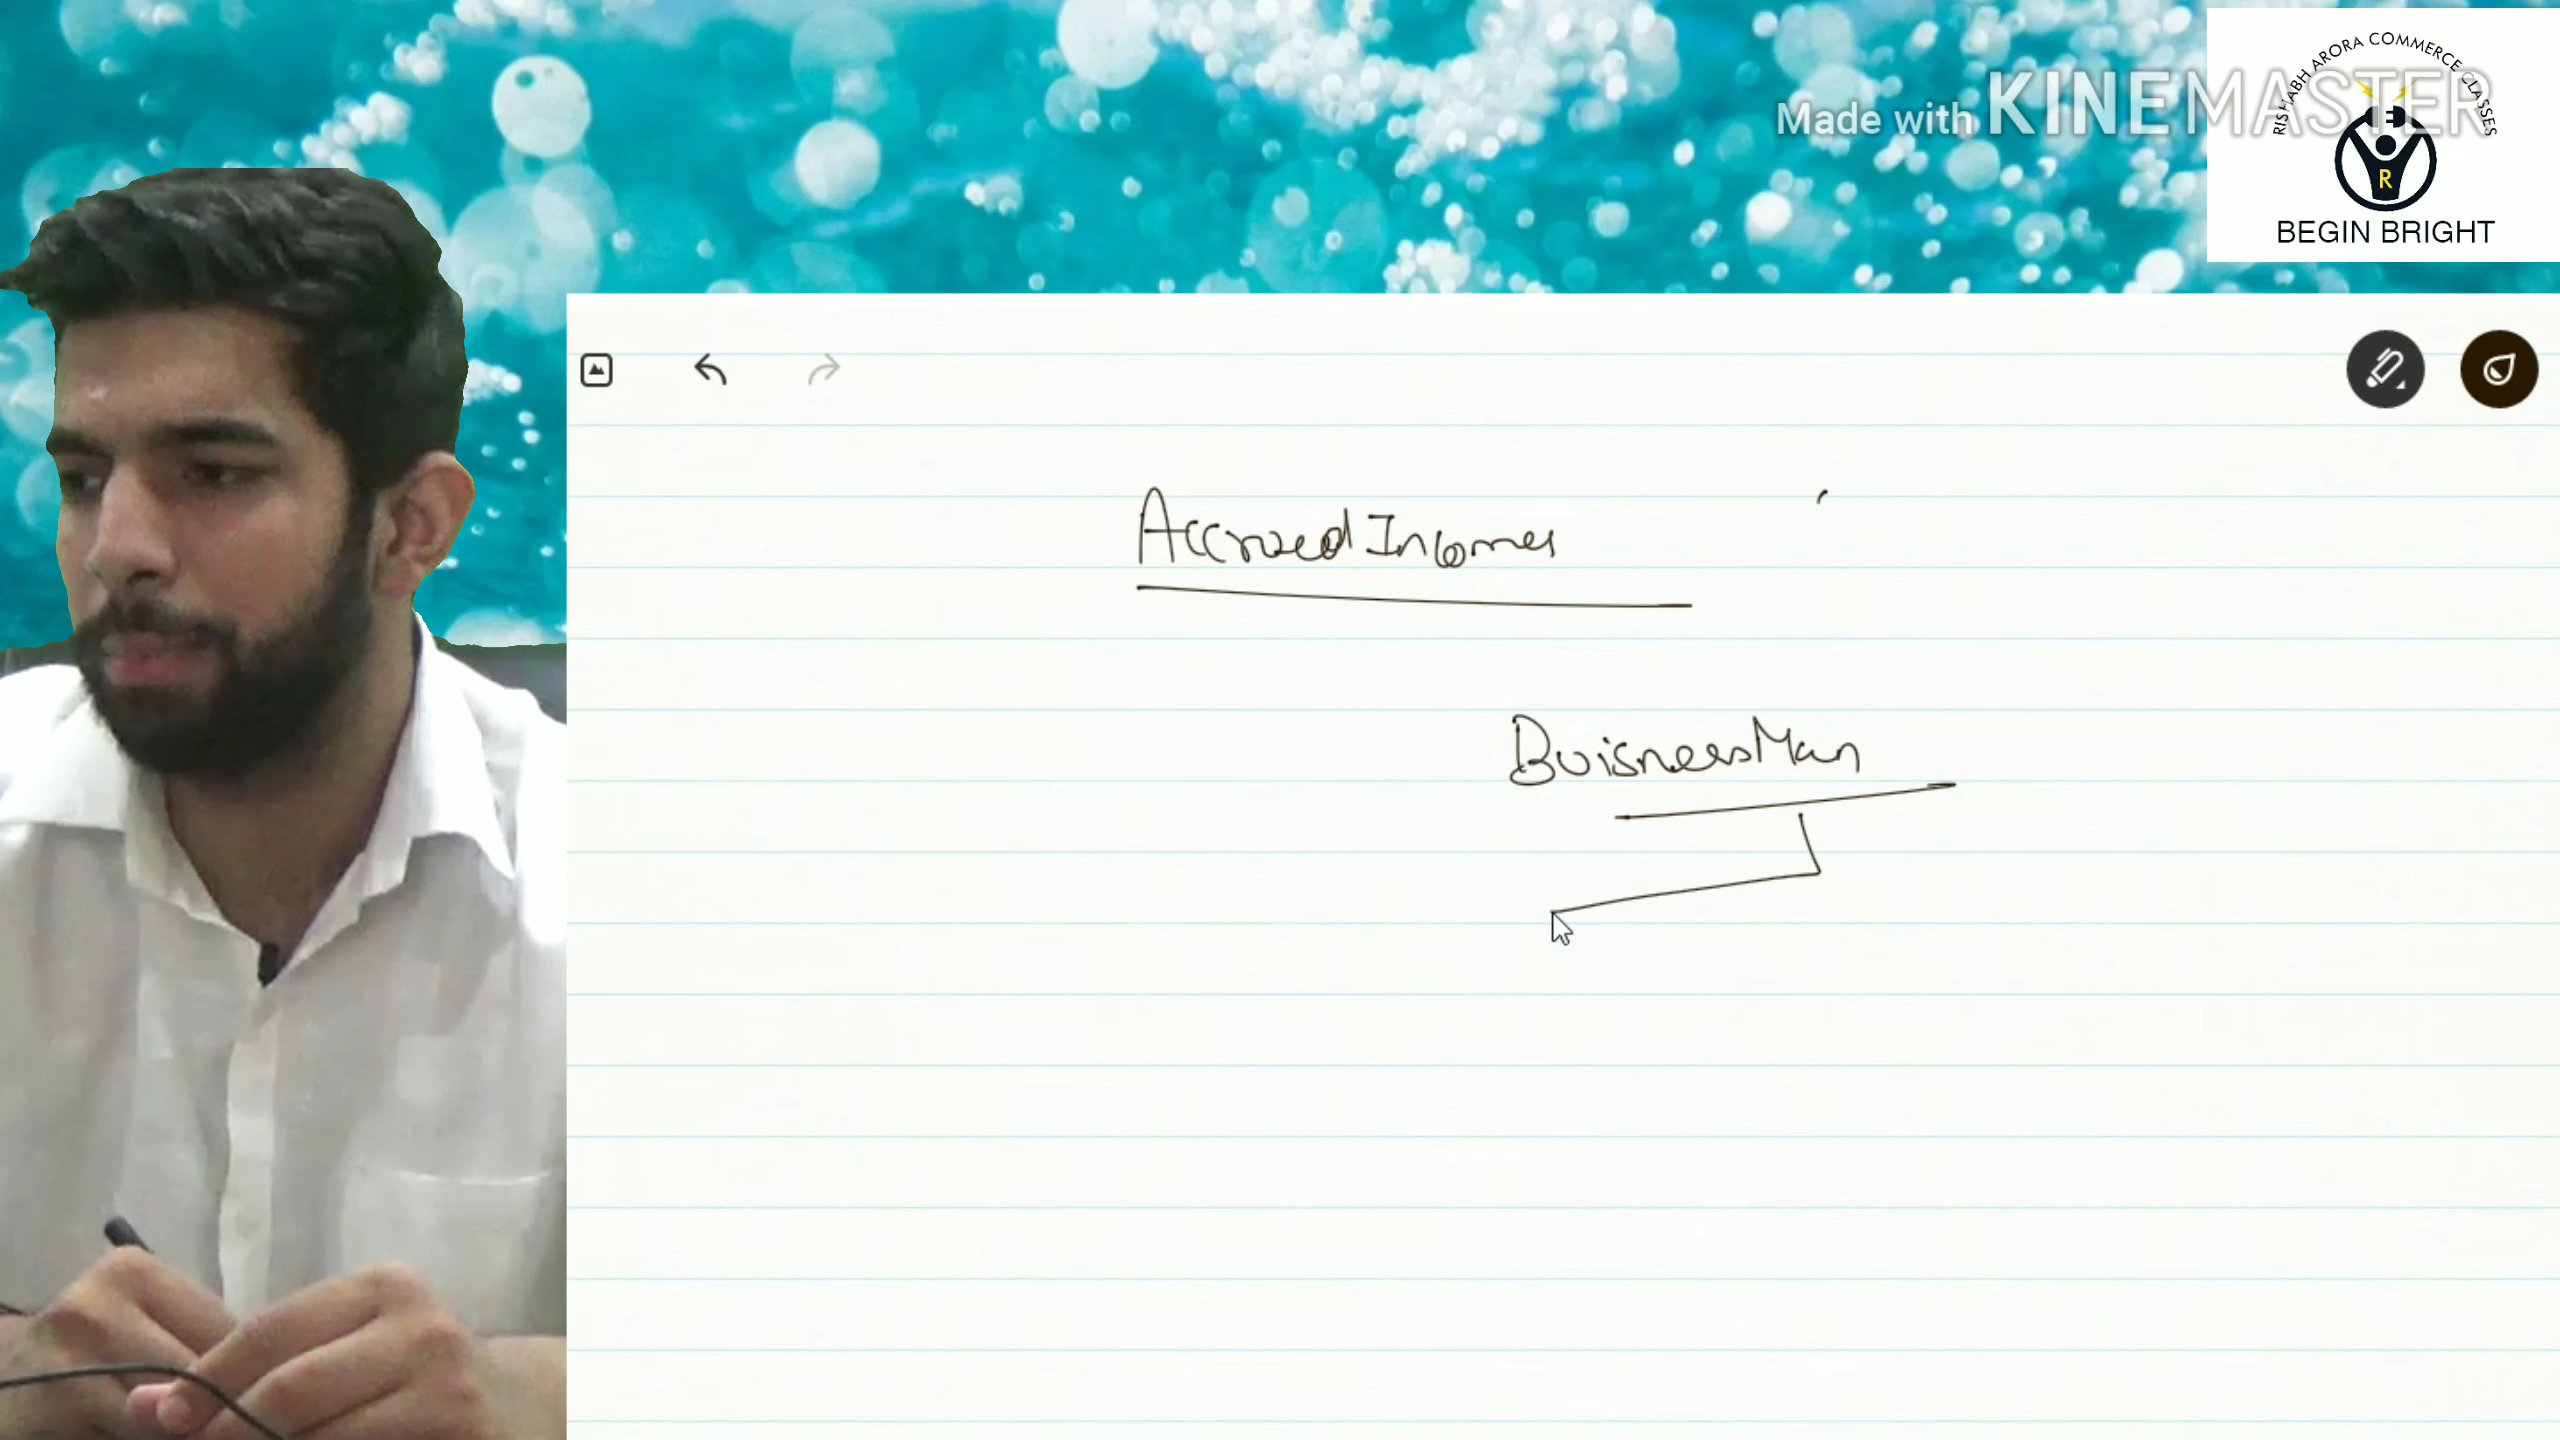 RISHABH ARORA COMMERCE CLASSES
Made with KINEMASTER
R
BEGIN BRIGHT
Accrued Incomes
BuisnessMan